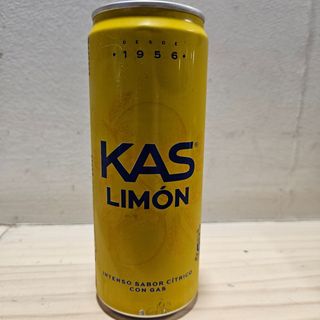 DESDE
• 1956 •
KAS®
LIMÓN
INTENSO SABOR CÍTRICO
CON GAS